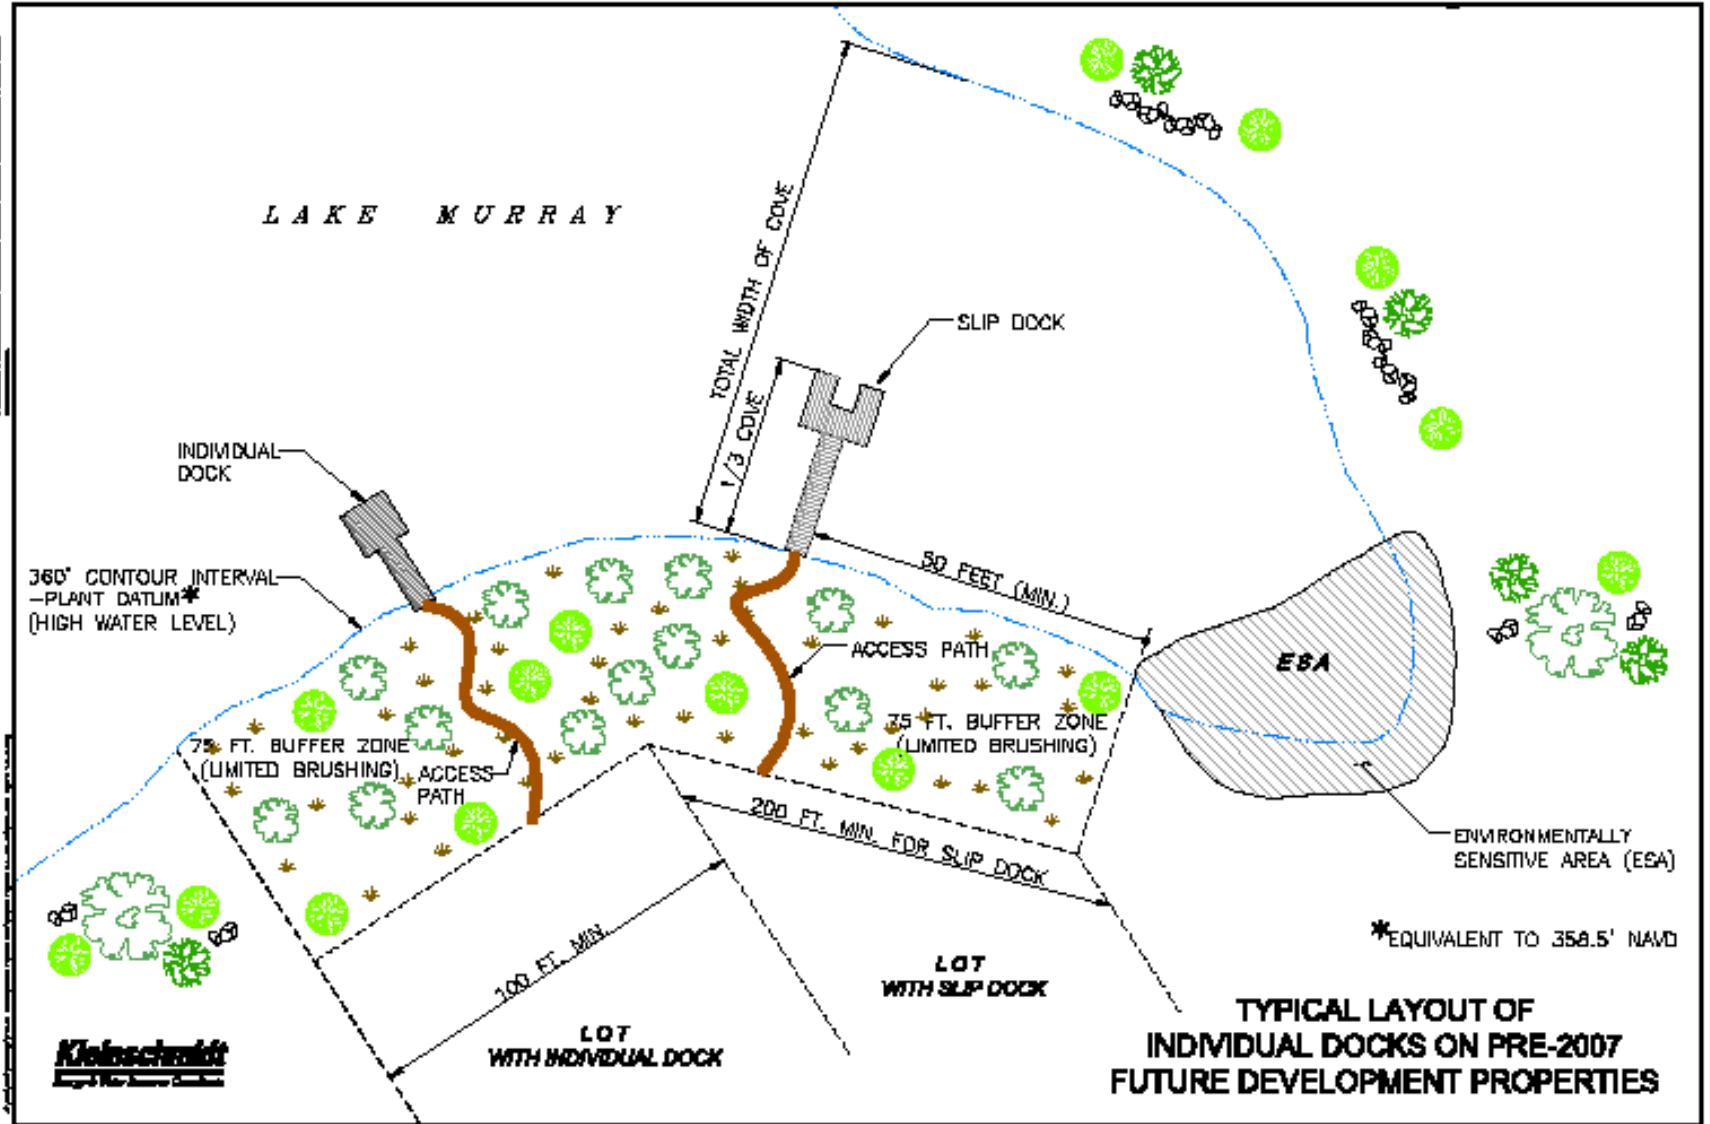 LAKE MURRAY
TOTAL WIDTH OF COVE
1/3 COVE
SLIP DOCK
INDIVIDUAL
DOCK
360' CONTOUR INTERVAL
-PLANT DATUM*
(HIGH WATER LEVEL)
50 FEET (MIN.)
ACCESS PATH
ESA
75 FT. BUFFER ZONE
(LIMITED BRUSHING)
75 FT. BUFFER ZONE
(LIMITED BRUSHING)
ACCESS
PATH
200 FT. MIN. FOR SLIP DOCK
ENVIRONMENTALLY
SENSITIVE AREA (ESA)
*EQUIVALENT TO 358.5' NAVD
100 FT. MIN.
LOT
WITH SLIP DOCK
LOT
WITH INDIVIDUAL DOCK
TYPICAL LAYOUT OF
INDIVIDUAL DOCKS ON PRE-2007
FUTURE DEVELOPMENT PROPERTIES
Kleinschmidt